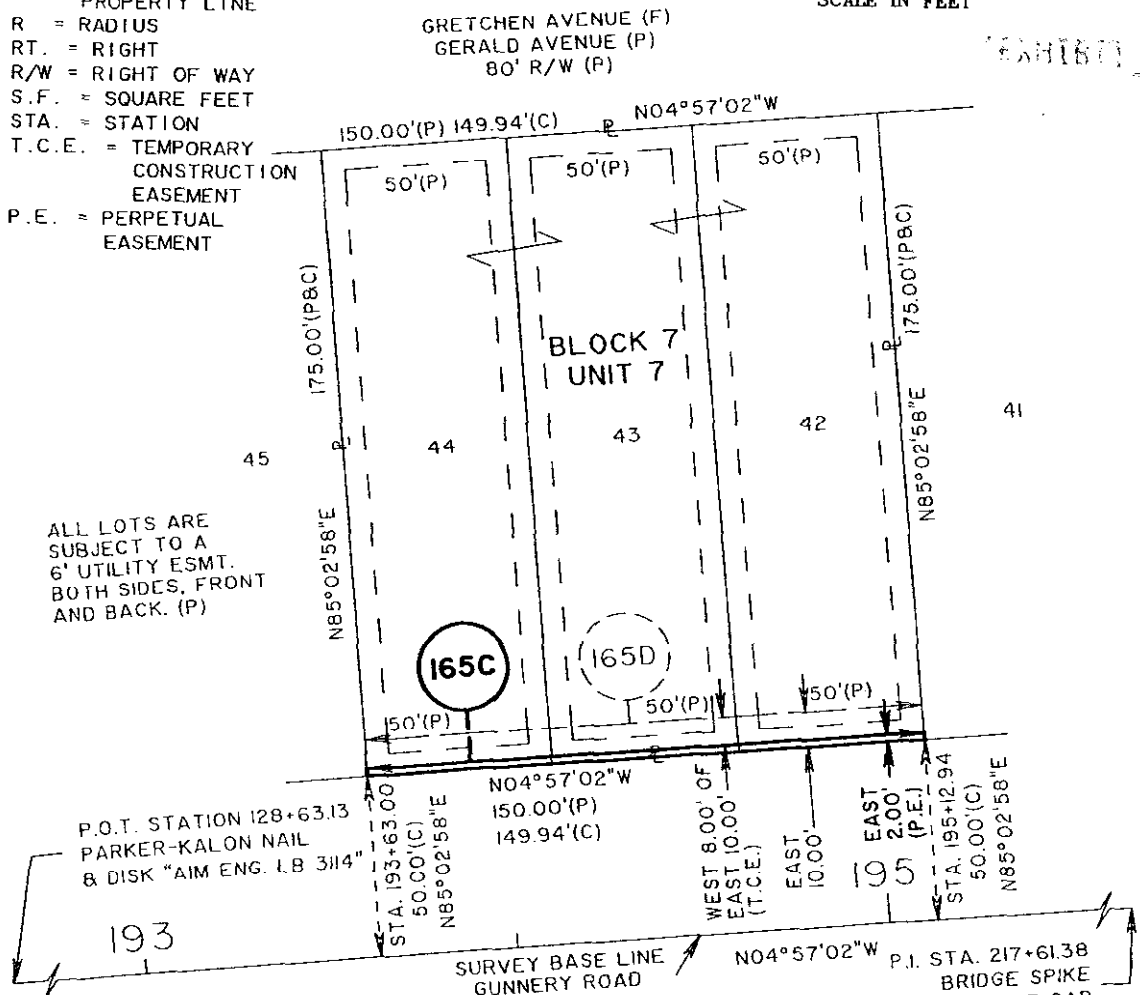 PROPERTY LINE
R = RADIUS
RT. = RIGHT
R/W = RIGHT OF WAY
S.F. = SQUARE FEET
STA. = STATION
T.C.E. = TEMPORARY
CONSTRUCTION
EASEMENT
P.E. = PERPETUAL
EASEMENT
GRETCHEN AVENUE (F)
GERALD AVENUE (P)
80' R/W (P)
SCALE IN FEET
EXHIBIT
150.00'(P) 149.94'(C)
N04°57'02"W
50'(P)
50'(P)
50'(P)
175.00'(P&C)
175.00'(P&C)
BLOCK 7
UNIT 7
45
44
43
42
41
N85°02'58"E
N85°02'58"E
ALL LOTS ARE
SUBJECT TO A
6' UTILITY ESMT.
BOTH SIDES, FRONT
AND BACK. (P)
165C
165D
50'(P)
50'(P)
50'(P)
N04°57'02"W
150.00'(P)
149.94'(C)
P.O.T. STATION 128+63.13
PARKER-KALON NAIL
& DISK "AIM ENG. LB 3114"
STA. 193+63.00
50.00'(C)
N85°02'58"E
WEST 8.00' OF
EAST 10.00'
(T.C.E.)
EAST
10.00'
EAST
2.00'
(P.E.)
STA. 195+12.94
50.00'(C)
N85°02'58"E
193
195
SURVEY BASE LINE
GUNNERY ROAD
N04°57'02"W
P.I. STA. 217+61.38
BRIDGE SPIKE